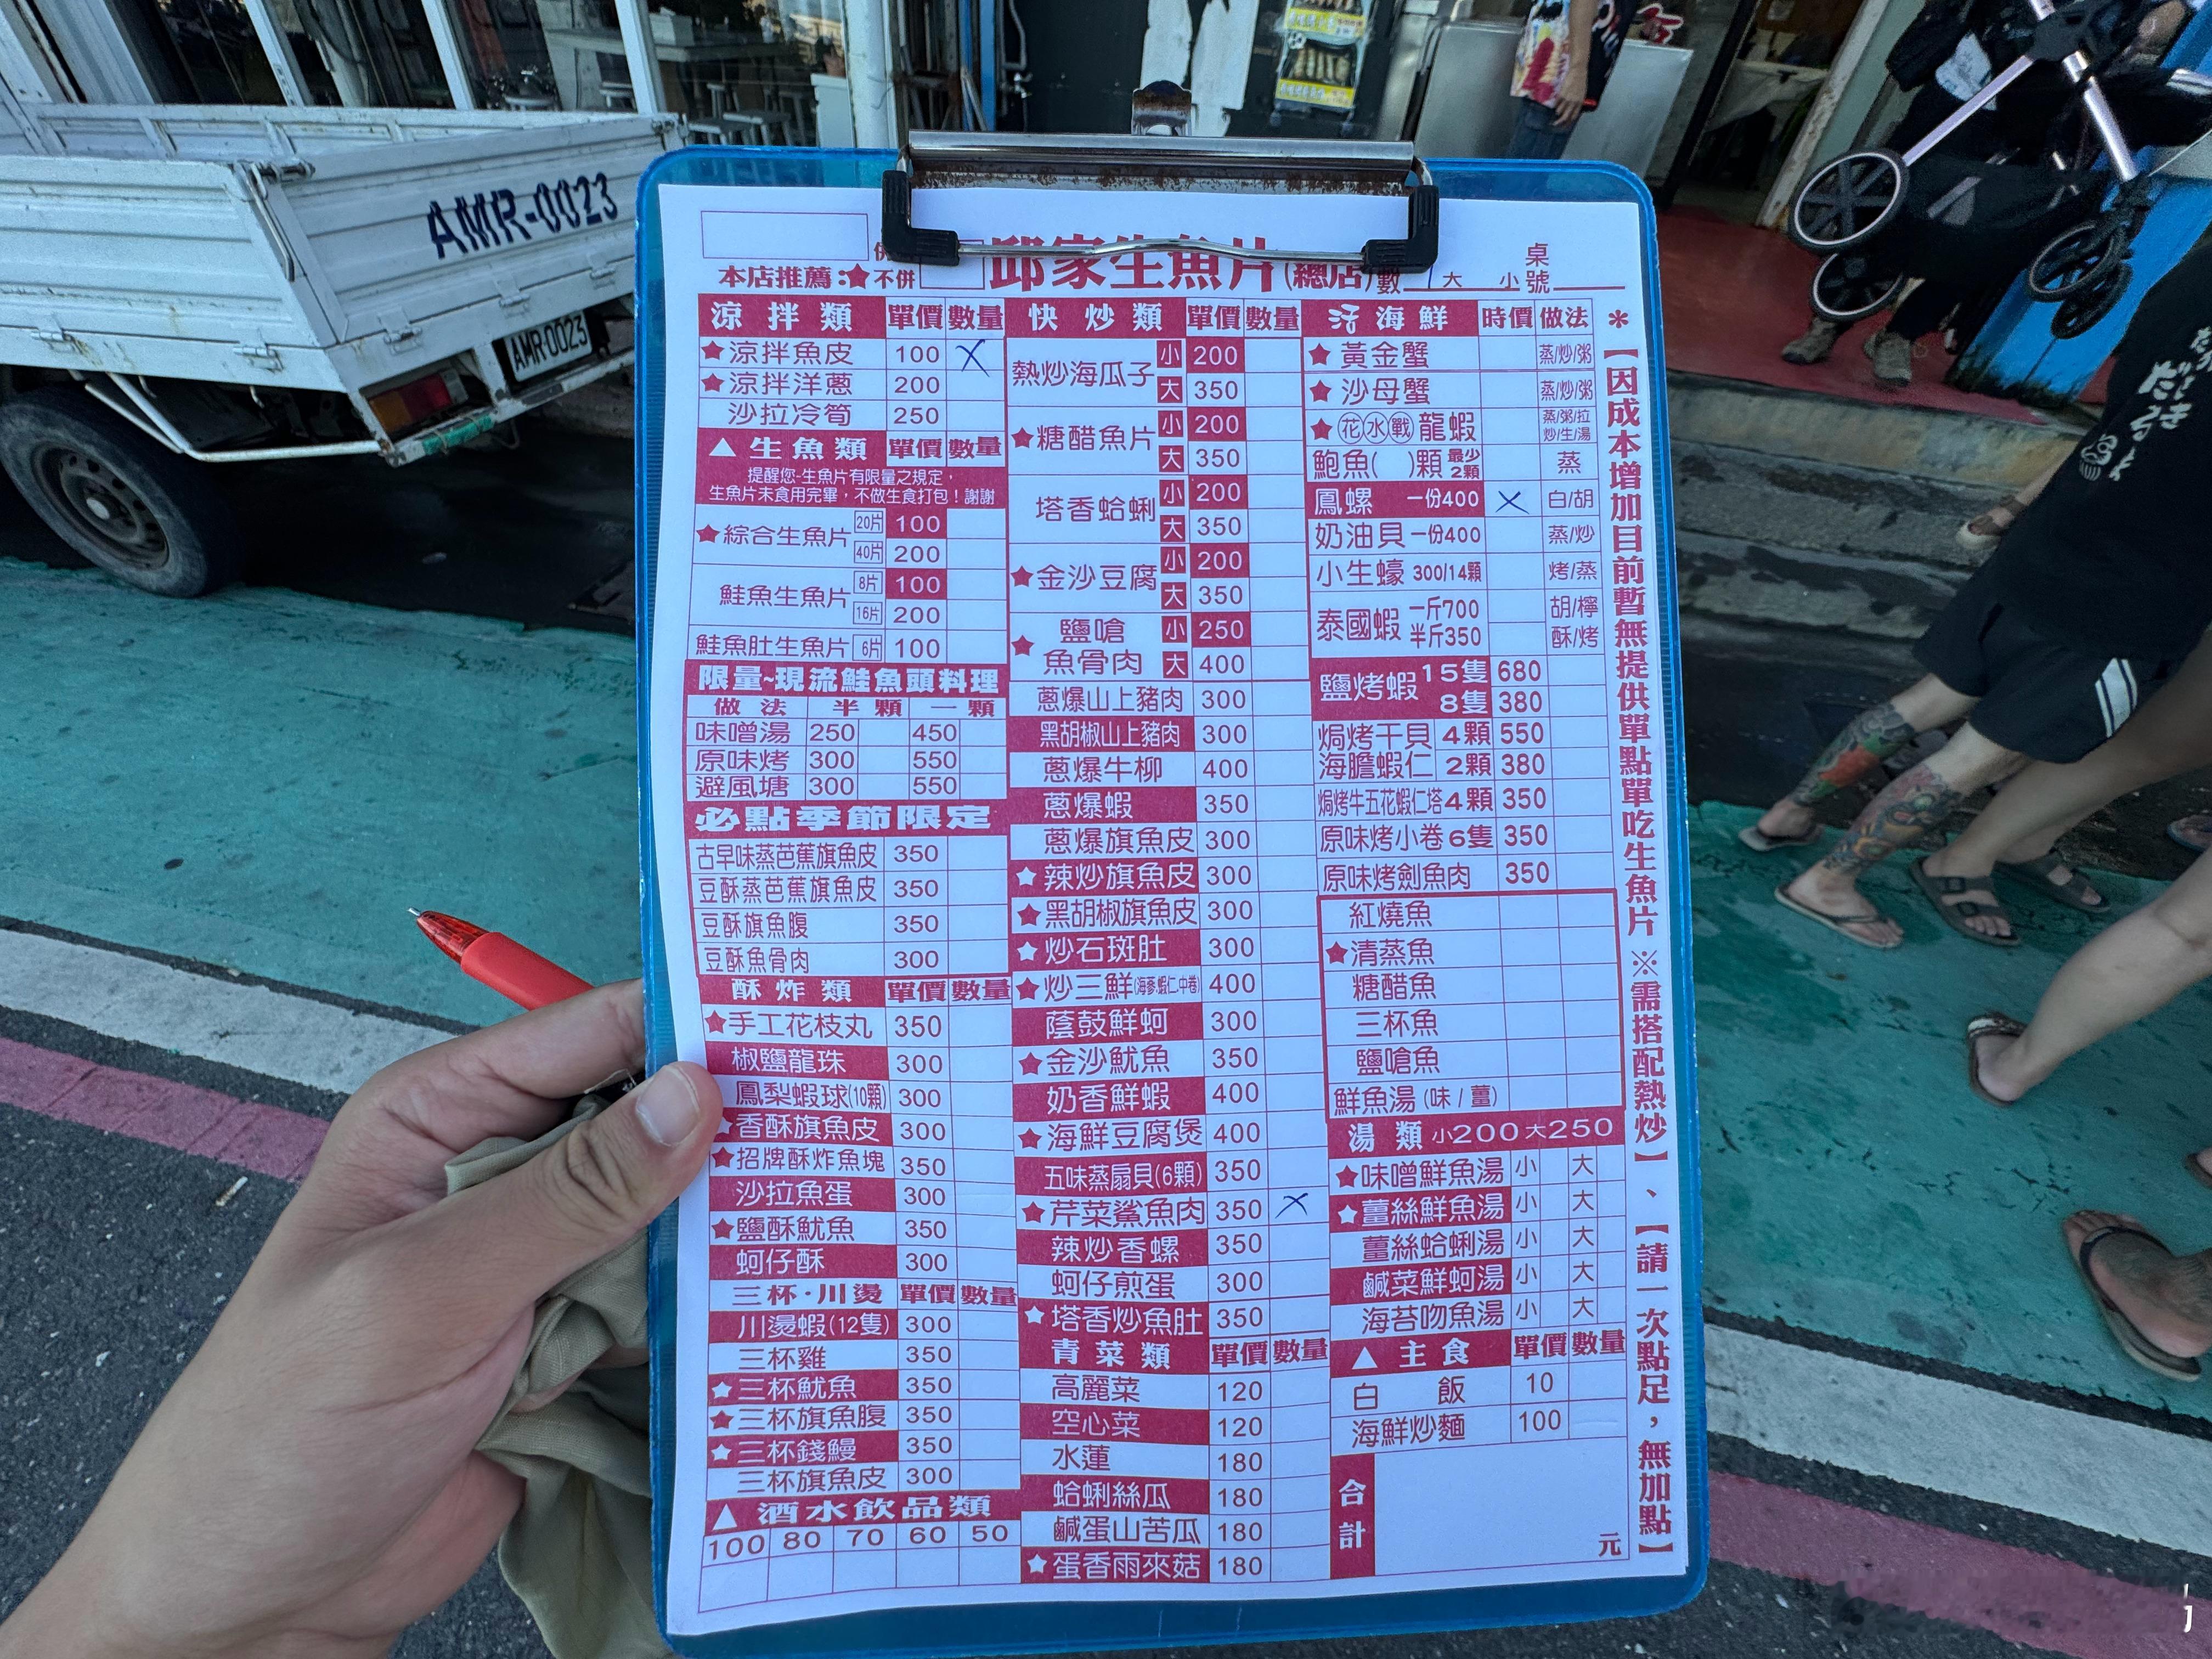 AMR-0023
AMR-0023
本店推薦：★不併
邱家生魚片(總店)
數 大 小
桌號
涼拌類 單價 數量
★涼拌魚皮 100 X
★涼拌洋蔥 200
沙拉冷筍 250
▲生魚類 單價 數量
提醒您-生魚片有限量之規定，
生魚片未食用完畢，不做生食打包！謝謝
★綜合生魚片 20片 100
40片 200
鮭魚生魚片 8片 100
16片 200
鮭魚肚生魚片 6片 100
限量~現流鮭魚頭料理
做法 半顆 一顆
味噌湯 250 450
原味烤 300 550
避風塘 300 550
必點季節限定
古早味蒸芭蕉旗魚皮 350
豆酥蒸芭蕉旗魚皮 350
豆酥旗魚腹 350
豆酥魚骨肉 300
酥炸類 單價 數量
★手工花枝丸 350
椒鹽龍珠 300
鳳梨蝦球(10顆) 300
★香酥旗魚皮 300
★招牌酥炸魚塊 350
沙拉魚蛋 300
★鹽酥魷魚 350
蚵仔酥 300
三杯·川燙 單價 數量
川燙蝦(12隻) 300
三杯雞 350
★三杯魷魚 350
★三杯旗魚腹 350
★三杯錢鰻 350
三杯旗魚皮 300
▲酒水飲品類
100 80 70 60 50
快炒類 單價 數量
熱炒海瓜子 小 200
大 350
★糖醋魚片 小 200
大 350
塔香蛤蜊 小 200
大 350
★金沙豆腐 小 200
大 350
★鹽嗆魚骨肉 小 250
大 400
蔥爆山上豬肉 300
黑胡椒山上豬肉 300
蔥爆牛柳 400
蔥爆蝦 350
蔥爆旗魚皮 300
★辣炒旗魚皮 300
★黑胡椒旗魚皮 300
★炒石斑肚 300
★炒三鮮(海參.蝦仁.中卷) 400
蔭鼓鮮蚵 300
★金沙魷魚 350
奶香鮮蝦 400
★海鮮豆腐煲 400
五味蒸扇貝(6顆) 350
★芹菜鯊魚肉 350 X
辣炒香螺 350
蚵仔煎蛋 300
★塔香炒魚肚 350
青菜類 單價 數量
高麗菜 120
空心菜 120
水蓮 180
蛤蜊絲瓜 180
鹹蛋山苦瓜 180
★蛋香雨來菇 180
活海鮮 時價 做法
★黃金蟹 蒸/炒/粥
★沙母蟹 蒸/炒/粥
★花水戰龍蝦 蒸/粥/拉
炒/生/湯
鮑魚( )顆 最少2顆 蒸
鳳螺 一份400 X 白/胡
奶油貝 一份400 蒸/炒
小生蠔 300/14顆 烤/蒸
泰國蝦 一斤700 胡/檸
半斤350 酥/烤
鹽烤蝦 15隻 680
8隻 380
焗烤干貝 4顆 550
海膽蝦仁 2顆 380
焗烤牛五花蝦仁塔 4顆 350
原味烤小卷 6隻 350
原味烤劍魚肉 350
紅燒魚
★清蒸魚
糖醋魚
三杯魚
鹽嗆魚
鮮魚湯(味/薑)
湯類 小200大250
★味噌鮮魚湯 小 大
★薑絲鮮魚湯 小 大
薑絲蛤蜊湯 小 大
鹹菜鮮蚵湯 小 大
海苔吻魚湯 小 大
▲主食 單價 數量
白飯 10
海鮮炒麵 100
合計
元
＊【因成本增加目前暫無提供單點單吃生魚片※需搭配熱炒】、【請一次點足，無加點】